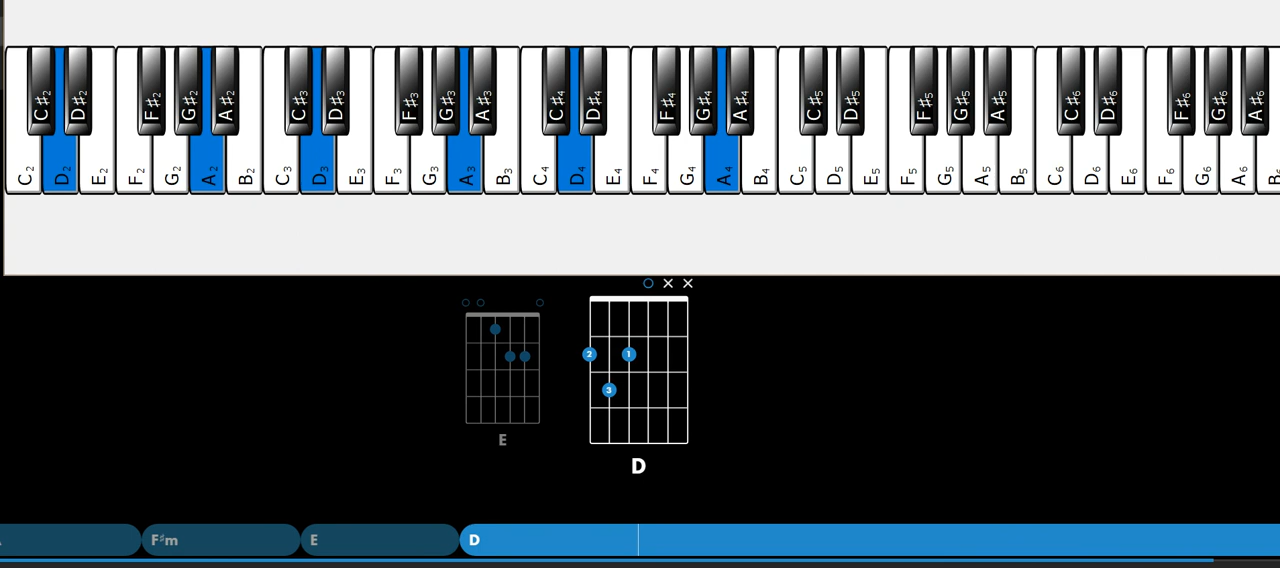 C♯2 D♯2 F♯2 G♯2 A♯2 C♯3 D♯3 F♯3 G♯3 A♯3 C♯4 D♯4 F♯4 G♯4 A♯4 C♯5 D♯5 F♯5 G♯5 A♯5 C♯6 D♯6 F♯6 G♯6 A♯6
C2 D2 E2 F2 G2 A2 B2 C3 D3 E3 F3 G3 A3 B3 C4 D4 E4 F4 G4 A4 B4 C5 D5 E5 F5 G5 A5 B5 C6 D6 E6 F6 G6 A6
2 1
3
E
D
F♯m E D